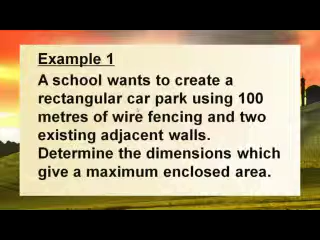 Example 1
A school wants to create a
rectangular car park using 100
metres of wire fencing and two
existing adjacent walls.
Determine the dimensions which
give a maximum enclosed area.